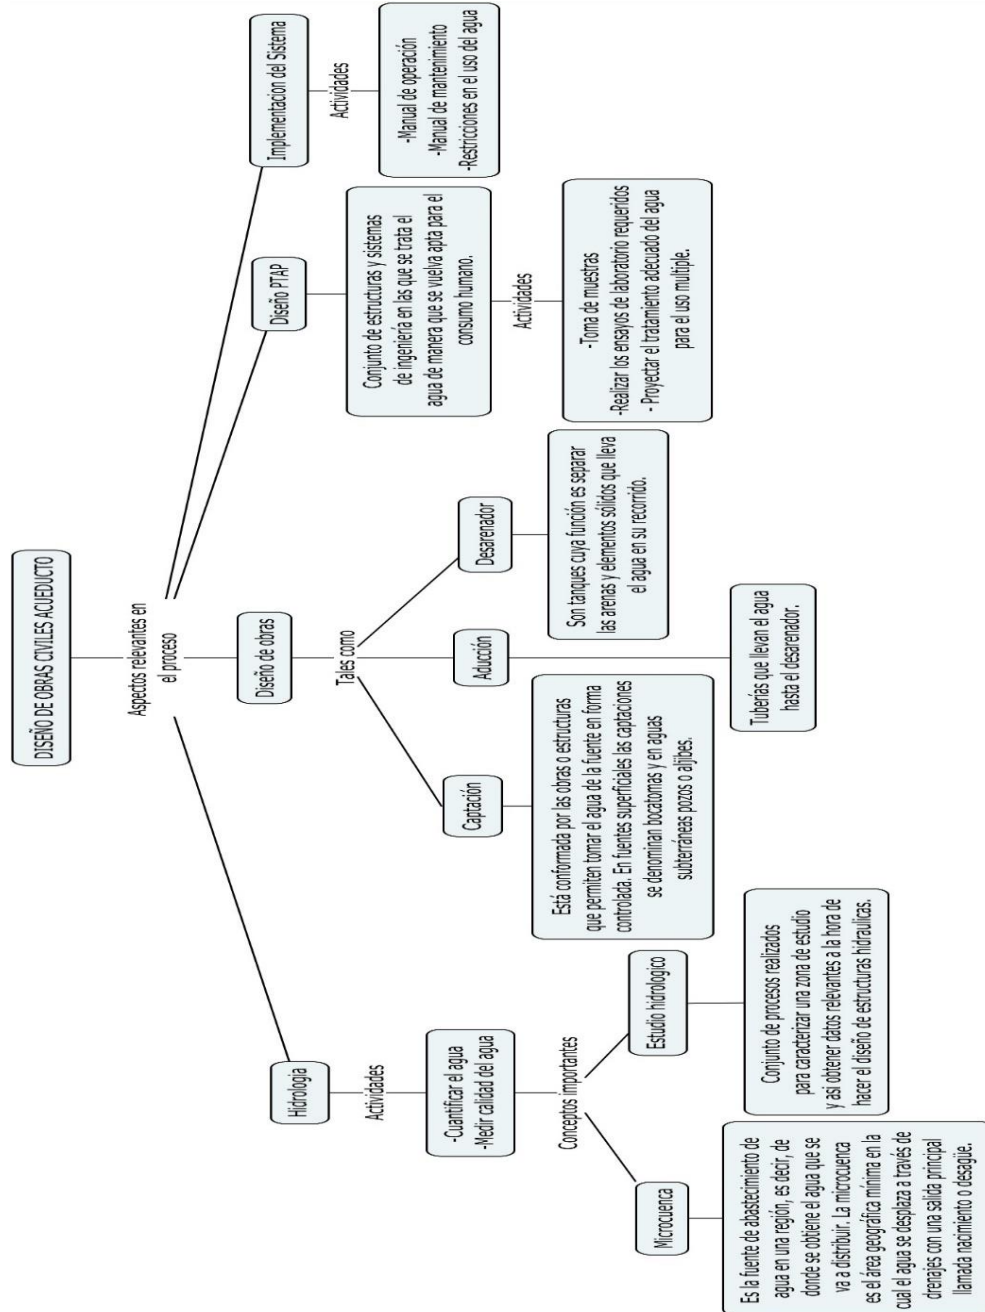 DISEÑO DE OBRAS CIVILES ACUEDUCTO
Aspectos relevantes en
el proceso
Hidrologia
Actividades
-Cuantificar el agua
-Medir calidad del agua
Conceptos importantes
Microcuenca
Es la fuente de abastecimiento de
agua en una región, es decir, de
donde se obtiene el agua que se
va a distribuir. La microcuenca
es el área geográfica mínima en la
cual el agua se desplaza a través de
drenajes con una salida principal
llamada nacimiento o desagüe.
Estudio hidrologico
Conjunto de procesos realizados
para caracterizar una zona de estudio
y asi obtener datos relevantes a la hora de
hacer el diseño de estructuras hidraulicas.
Diseño de obras
Tales como
Captación
Está conformada por las obras o estructuras
que permiten tomar el agua de la fuente en forma
controlada. En fuentes superficiales las captaciones
se denominan bocatomas y en aguas
subterráneas pozos o aljibes.
Aducción
Tuberías que llevan el agua
hasta el desarenador.
Desarenador
Son tanques cuya función es separar
las arenas y elementos sólidos que lleva
el agua en su recorrido.
Diseño PTAP
Conjunto de estructuras y sistemas
de ingeniería en las que se trata el
agua de manera que se vuelva apta para el
consumo humano.
Actividades
-Toma de muestras
-Realizar los ensayos de laboratorio requeridos
- Proyectar el tratamiento adecuado del agua
para el uso multiple.
Implementacion del Sistema
Actividades
-Manual de operación
-Manual de mantenimiento
-Restricciones en el uso del agua